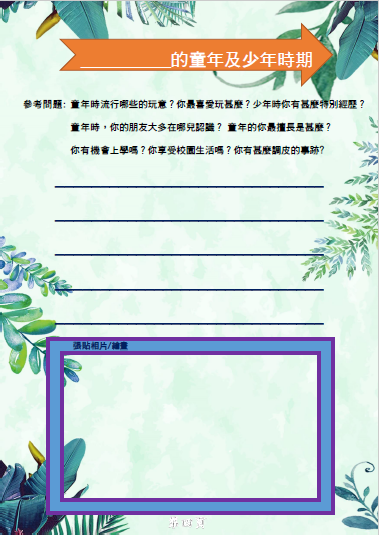 __________的童年及少年時期
參考問題: 童年時流行哪些的玩意？你最喜愛玩甚麼？少年時你有甚麼特別經歷？
童年時，你的朋友大多在哪兒認識？ 童年的你最擅長是甚麼？
你有機會上學嗎？你享受校園生活嗎？你有甚麼調皮的事跡?
張貼相片/繪畫
第四頁